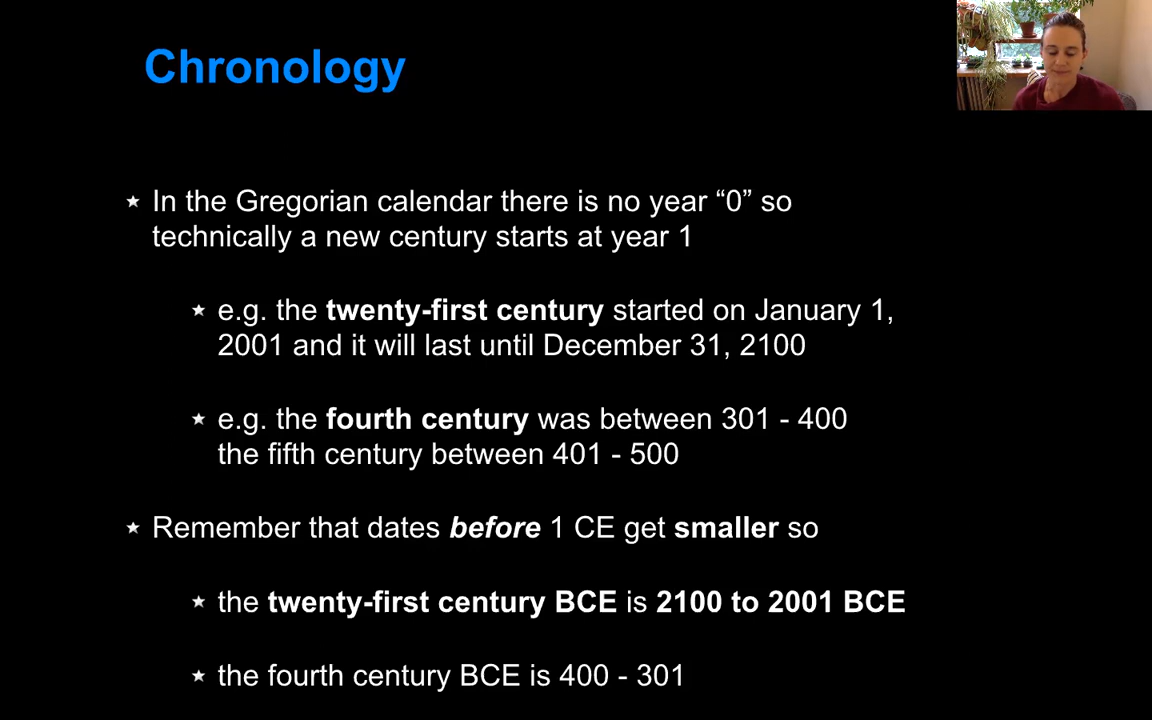 Chronology
In the Gregorian calendar there is no year “0” so
technically a new century starts at year 1
e.g. the twenty-first century started on January 1,
2001 and it will last until December 31, 2100
e.g. the fourth century was between 301 - 400
the fifth century between 401 - 500
Remember that dates before 1 CE get smaller so
the twenty-first century BCE is 2100 to 2001 BCE
the fourth century BCE is 400 - 301